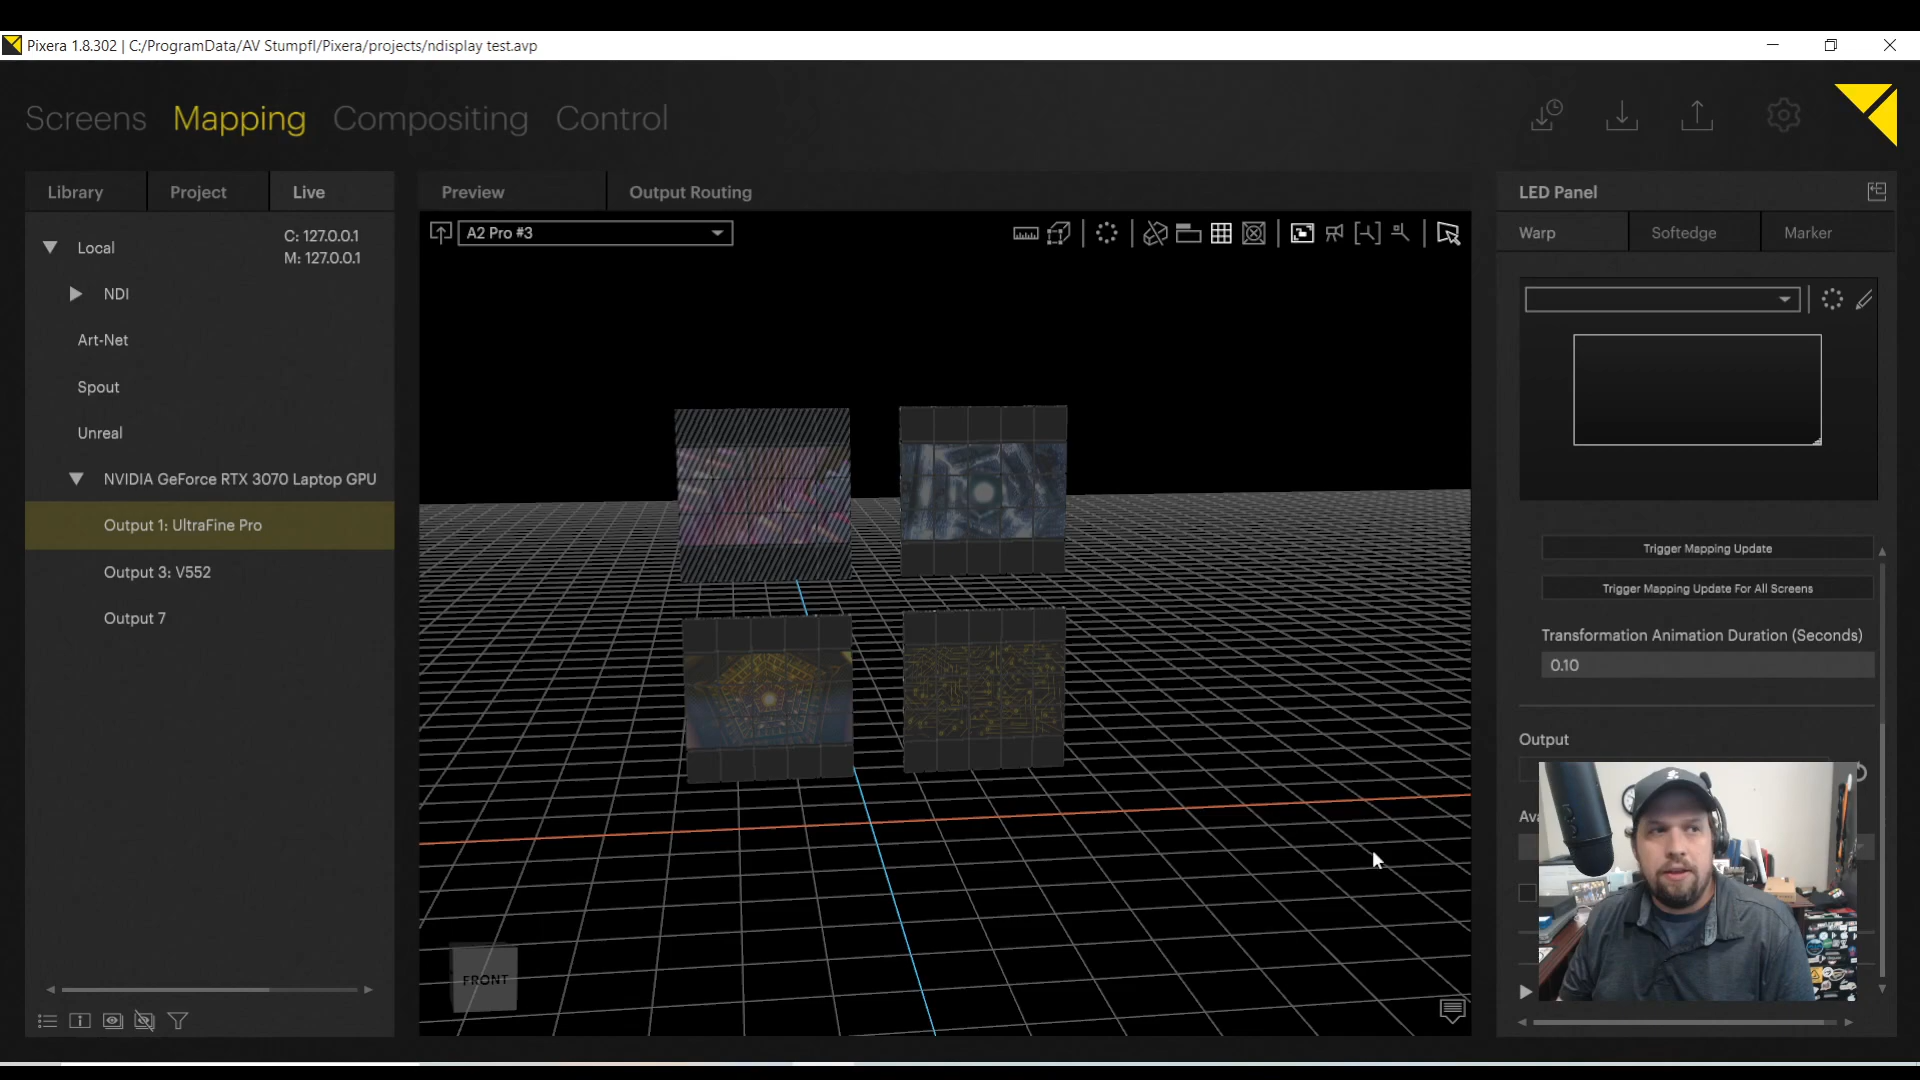 Pixera 1.8.302 | C:/ProgramData/AV Stumpfl/Pixera/projects/ndisplay test.avp
Screens Mapping Compositing Control
Library Project Live
Local
C: 127.0.0.1
M: 127.0.0.1
NDI
Art-Net
Spout
Unreal
NVIDIA GeForce RTX 3070 Laptop GPU
Output 1: UltraFine Pro
Output 3: V552
Output 7
Preview Output Routing
A2 Pro #3
FRONT
LED Panel
Warp Softedge Marker
Trigger Mapping Update
Trigger Mapping Update For All Screens
Transformation Animation Duration (Seconds)
0.10
Output